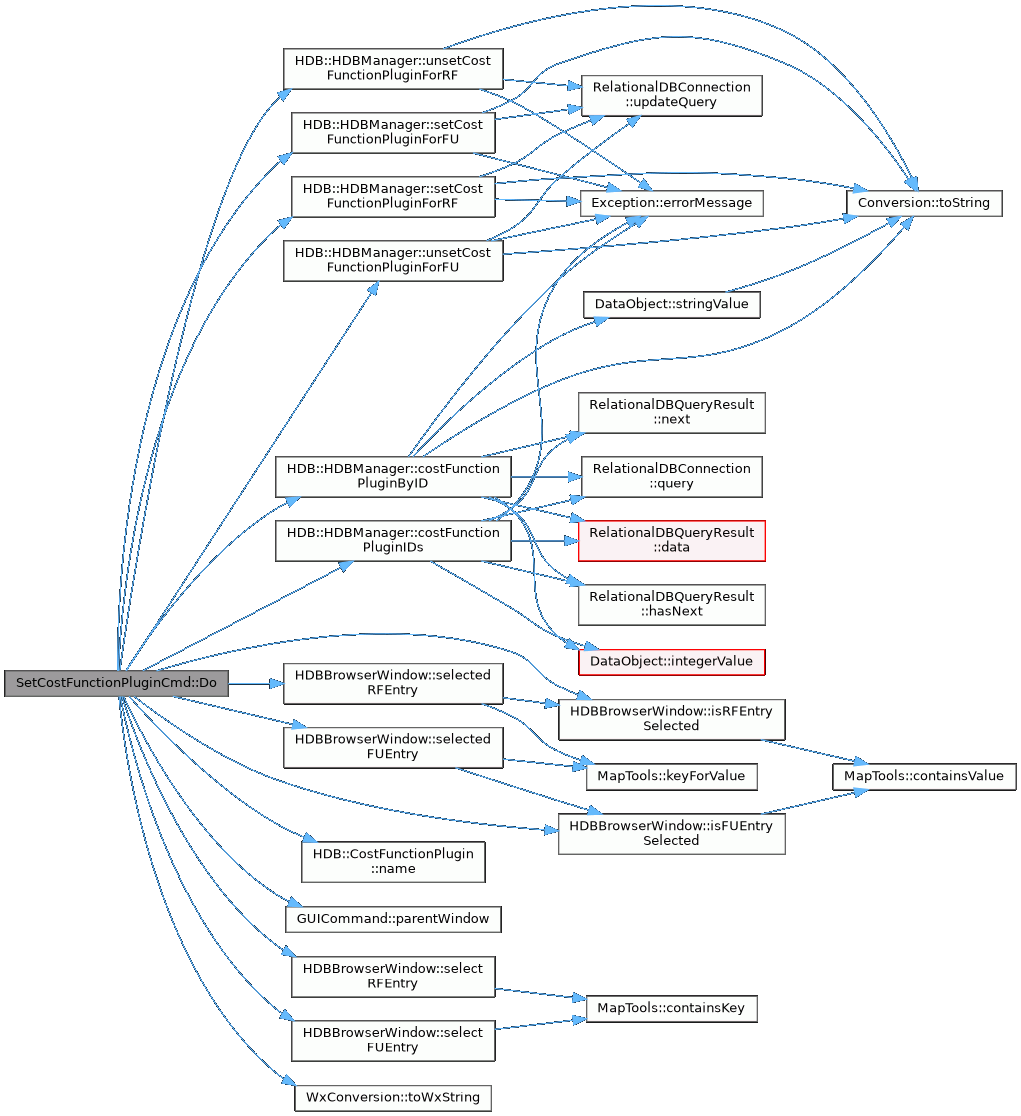 HDB::HDBManager::unsetCost
FunctionPluginForRF
RelationalDBConnection
::updateQuery
HDB::HDBManager::setCost
FunctionPluginForFU
HDB::HDBManager::setCost
FunctionPluginForRF
Exception::errorMessage
Conversion::toString
HDB::HDBManager::unsetCost
FunctionPluginForFU
DataObject::stringValue
RelationalDBQueryResult
::next
HDB::HDBManager::costFunction
PluginByID
RelationalDBConnection
::query
HDB::HDBManager::costFunction
PluginIDs
RelationalDBQueryResult
::data
RelationalDBQueryResult
::hasNext
DataObject::integerValue
SetCostFunctionPluginCmd::Do
HDBBrowserWindow::selected
RFEntry
HDBBrowserWindow::isRFEntry
Selected
HDBBrowserWindow::selected
FUEntry
MapTools::keyForValue
MapTools::containsValue
HDBBrowserWindow::isFUEntry
Selected
HDB::CostFunctionPlugin
::name
GUICommand::parentWindow
HDBBrowserWindow::select
RFEntry
MapTools::containsKey
HDBBrowserWindow::select
FUEntry
WxConversion::toWxString